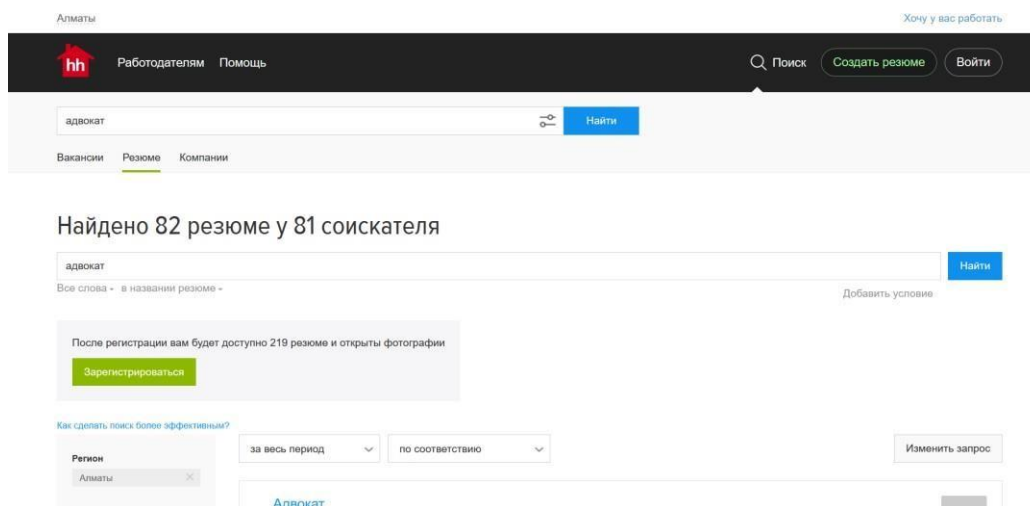 Алматы Хочу у вас работать
hh Работодателям Помощь Поиск Создать резюме Войти
адвокат Найти
Вакансии Резюме Компании
Найдено 82 резюме у 81 соискателя
адвокат Найти
Все слова в названии резюме Добавить условие
После регистрации вам будет доступно 219 резюме и открыты фотографии
Зарегистрироваться
Как сделать поиск более эффективным?
за весь период по соответствию Изменить запрос
Регион
Алматы
Адвокат